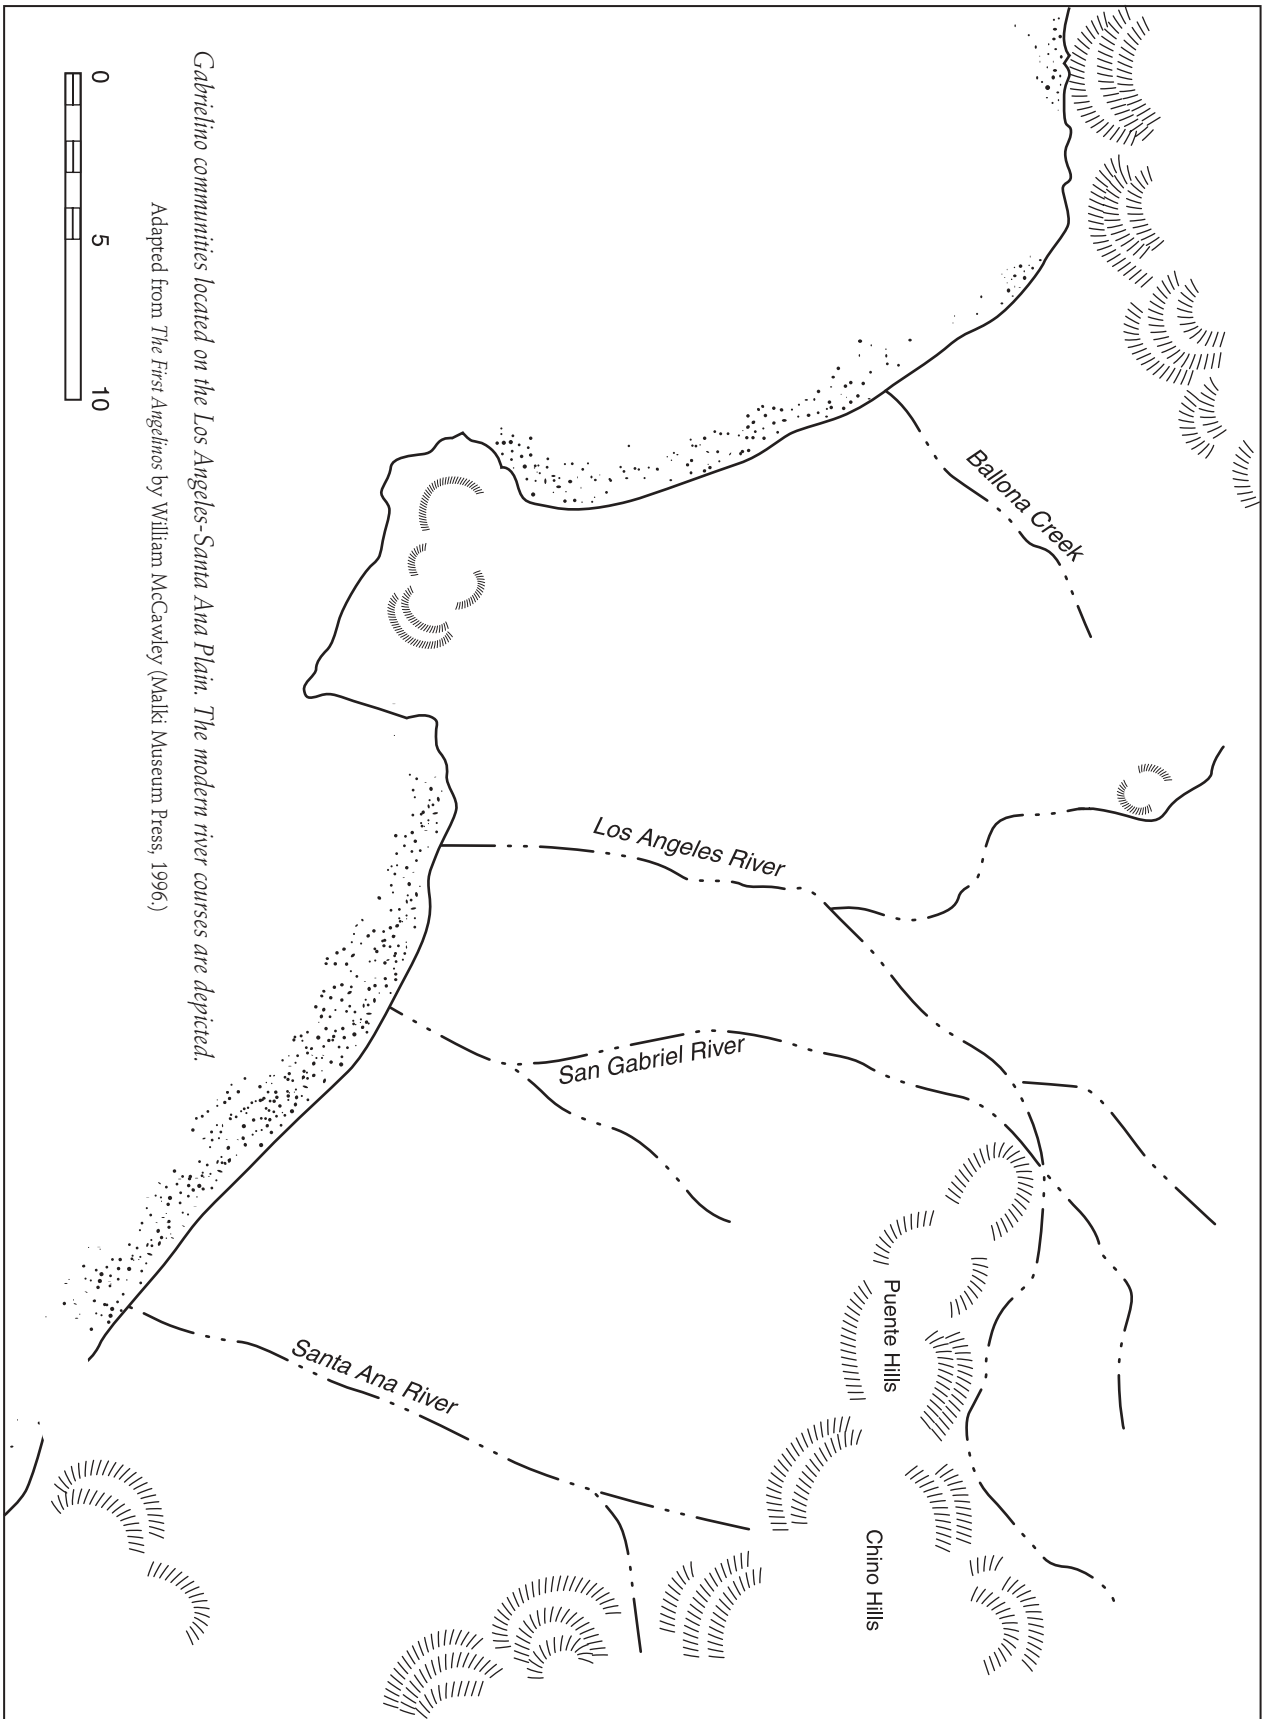 Ballona Creek
Los Angeles River
San Gabriel River
Santa Ana River
Puente Hills
Chino Hills
0 5 10
Adapted from The First Angelinos by William McCawley (Malki Museum Press, 1996.)
Gabrielino communities located on the Los Angeles-Santa Ana Plain. The modern river courses are depicted.